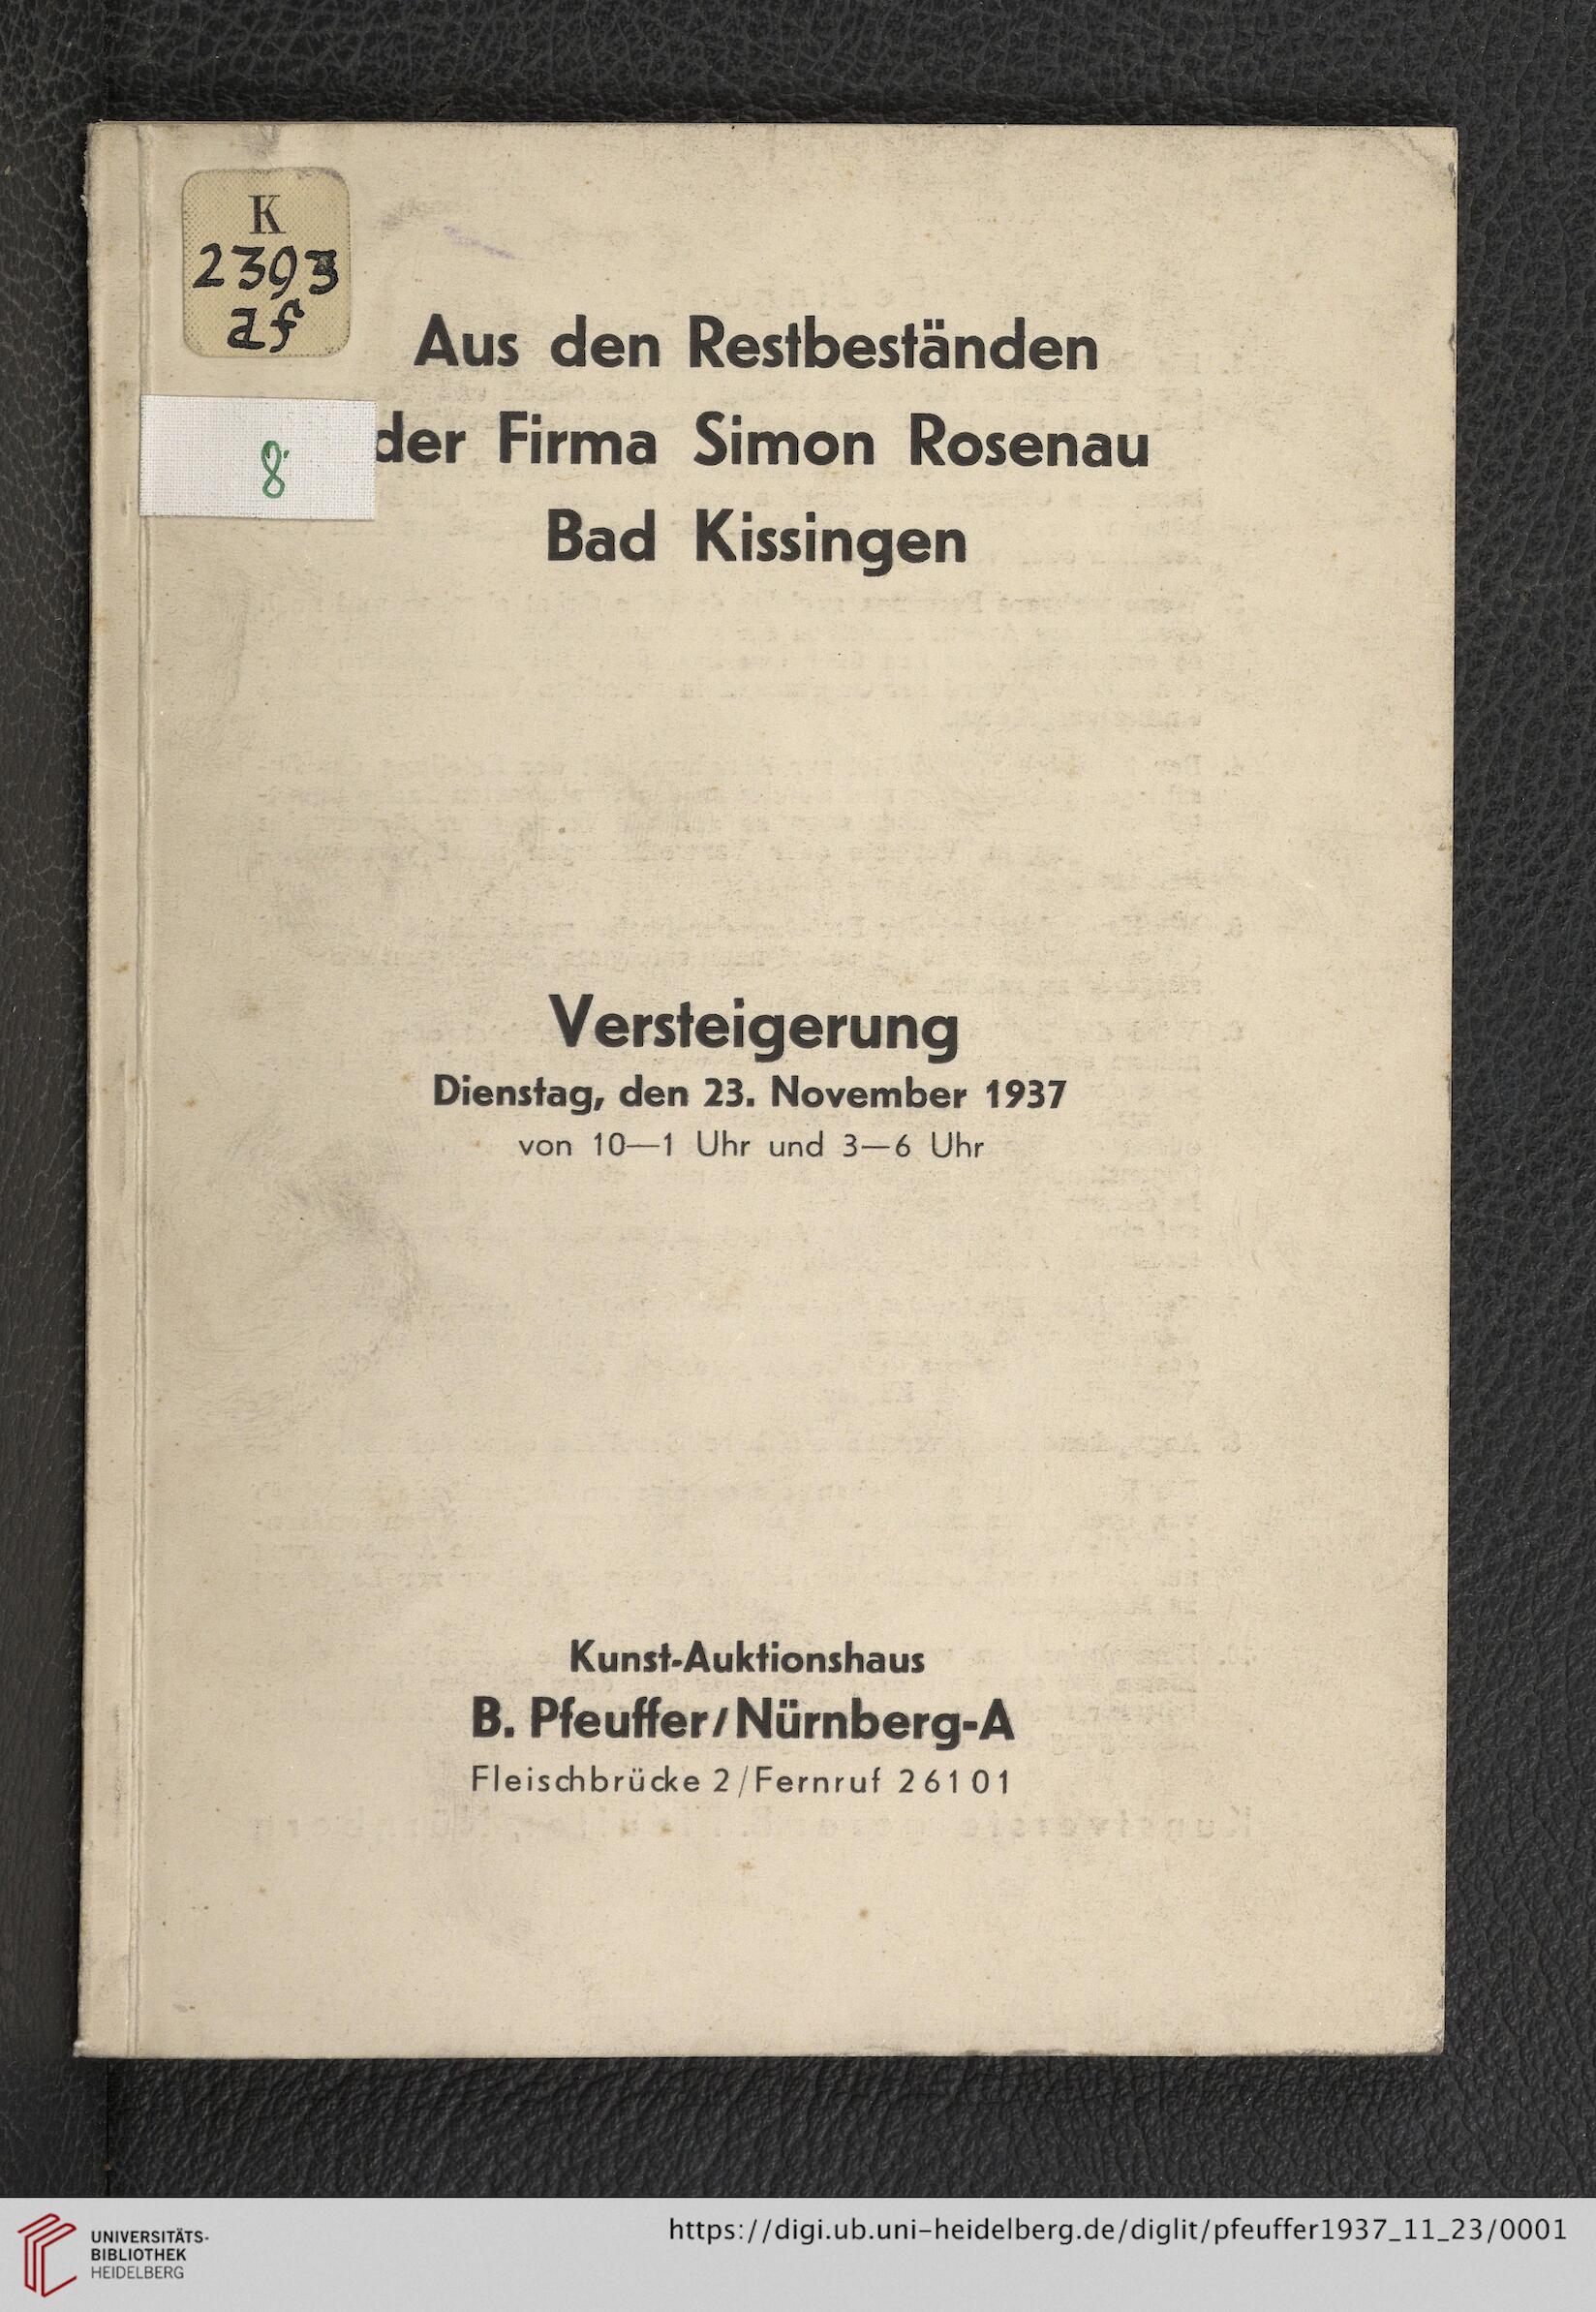 K
2393
af
8
Aus den Restbeständen
der Firma Simon Rosenau
Bad Kissingen
Versteigerung
Dienstag, den 23. November 1937
von 10—1 Uhr und 3—6 Uhr
Kunst-Auktionshaus
B. Pfeuffer/Nürnberg-A
Fleischbrücke 2/Fernruf 26101
UNIVERSITÄTS-
BIBLIOTHEK
HEIDELBERG
https://digi.ub.uni-heidelberg.de/diglit/pfeuffer1937_11_23/0001